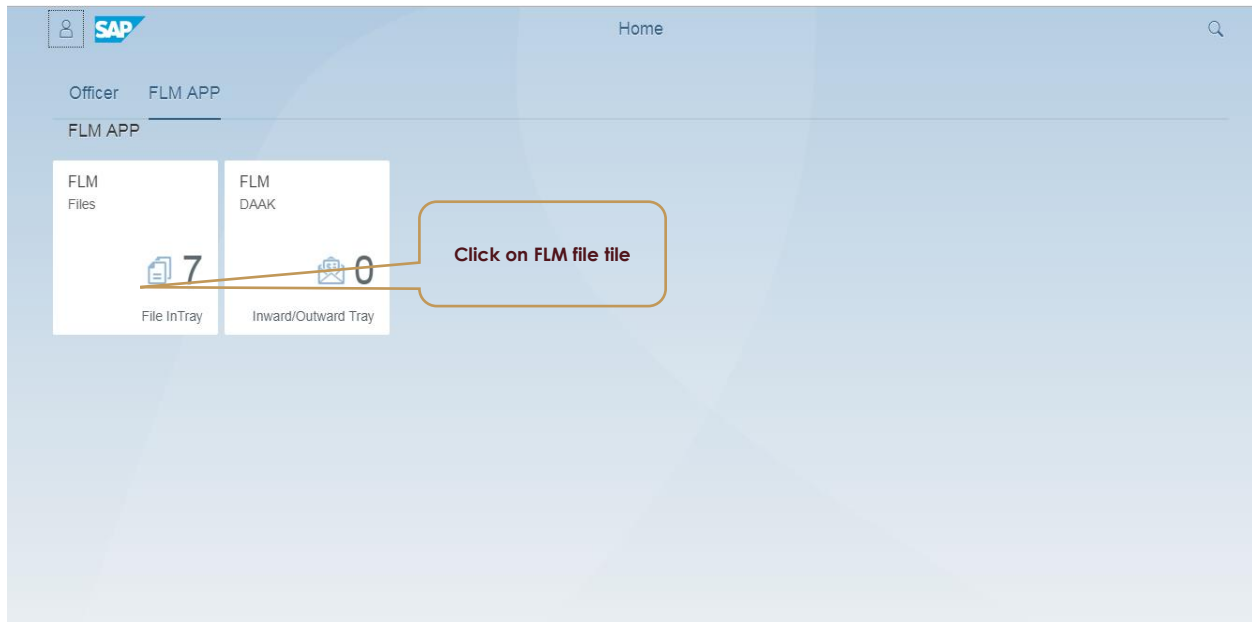 SAP
Home
Officer FLM APP
FLM APP
FLM
Files
7
File InTray
FLM
DAAK
0
Inward/Outward Tray
Click on FLM file tile